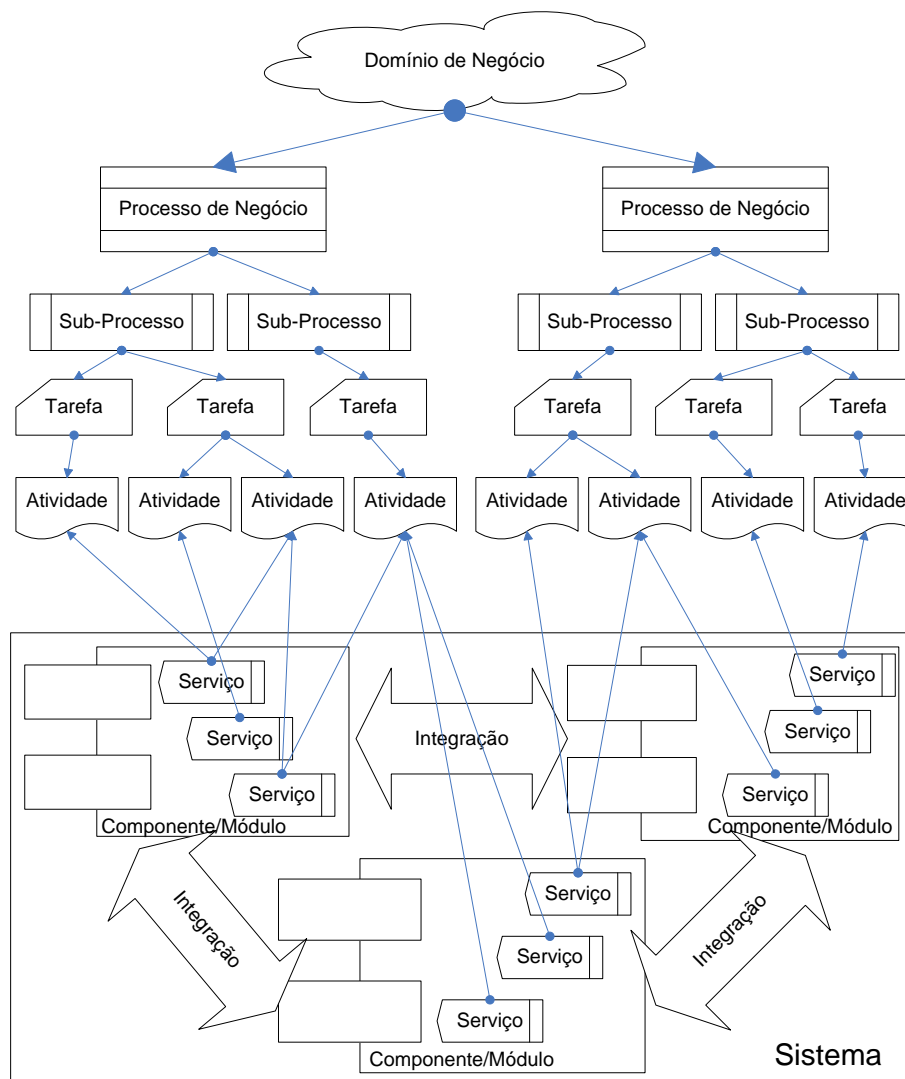 Domínio de Negócio
Processo de Negócio
Processo de Negócio
Sub-Processo
Sub-Processo
Sub-Processo
Sub-Processo
Tarefa
Tarefa
Tarefa
Tarefa
Tarefa
Tarefa
Atividade
Atividade
Atividade
Atividade
Atividade
Atividade
Atividade
Atividade
Serviço
Serviço
Serviço
Componente/Módulo
Integração
Serviço
Serviço
Serviço
Componente/Módulo
Integração
Serviço
Serviço
Serviço
Componente/Módulo
Integração
Sistema